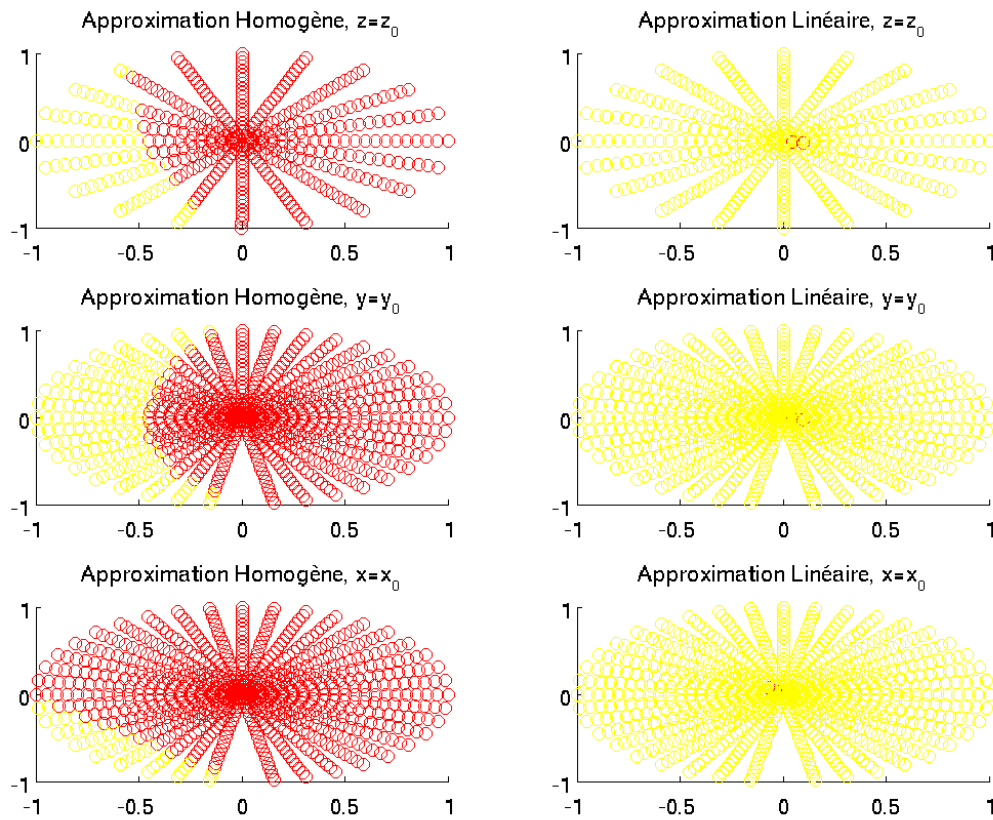 Approximation Homogène, z=z0
1
0
-1
-1 -0.5 0 0.5 1
Approximation Linéaire, z=z0
1
0
-1
-1 -0.5 0 0.5 1
Approximation Homogène, y=y0
1
0
-1
-1 -0.5 0 0.5 1
Approximation Linéaire, y=y0
1
0
-1
-1 -0.5 0 0.5 1
Approximation Homogène, x=x0
1
0
-1
-1 -0.5 0 0.5 1
Approximation Linéaire, x=x0
1
0
-1
-1 -0.5 0 0.5 1